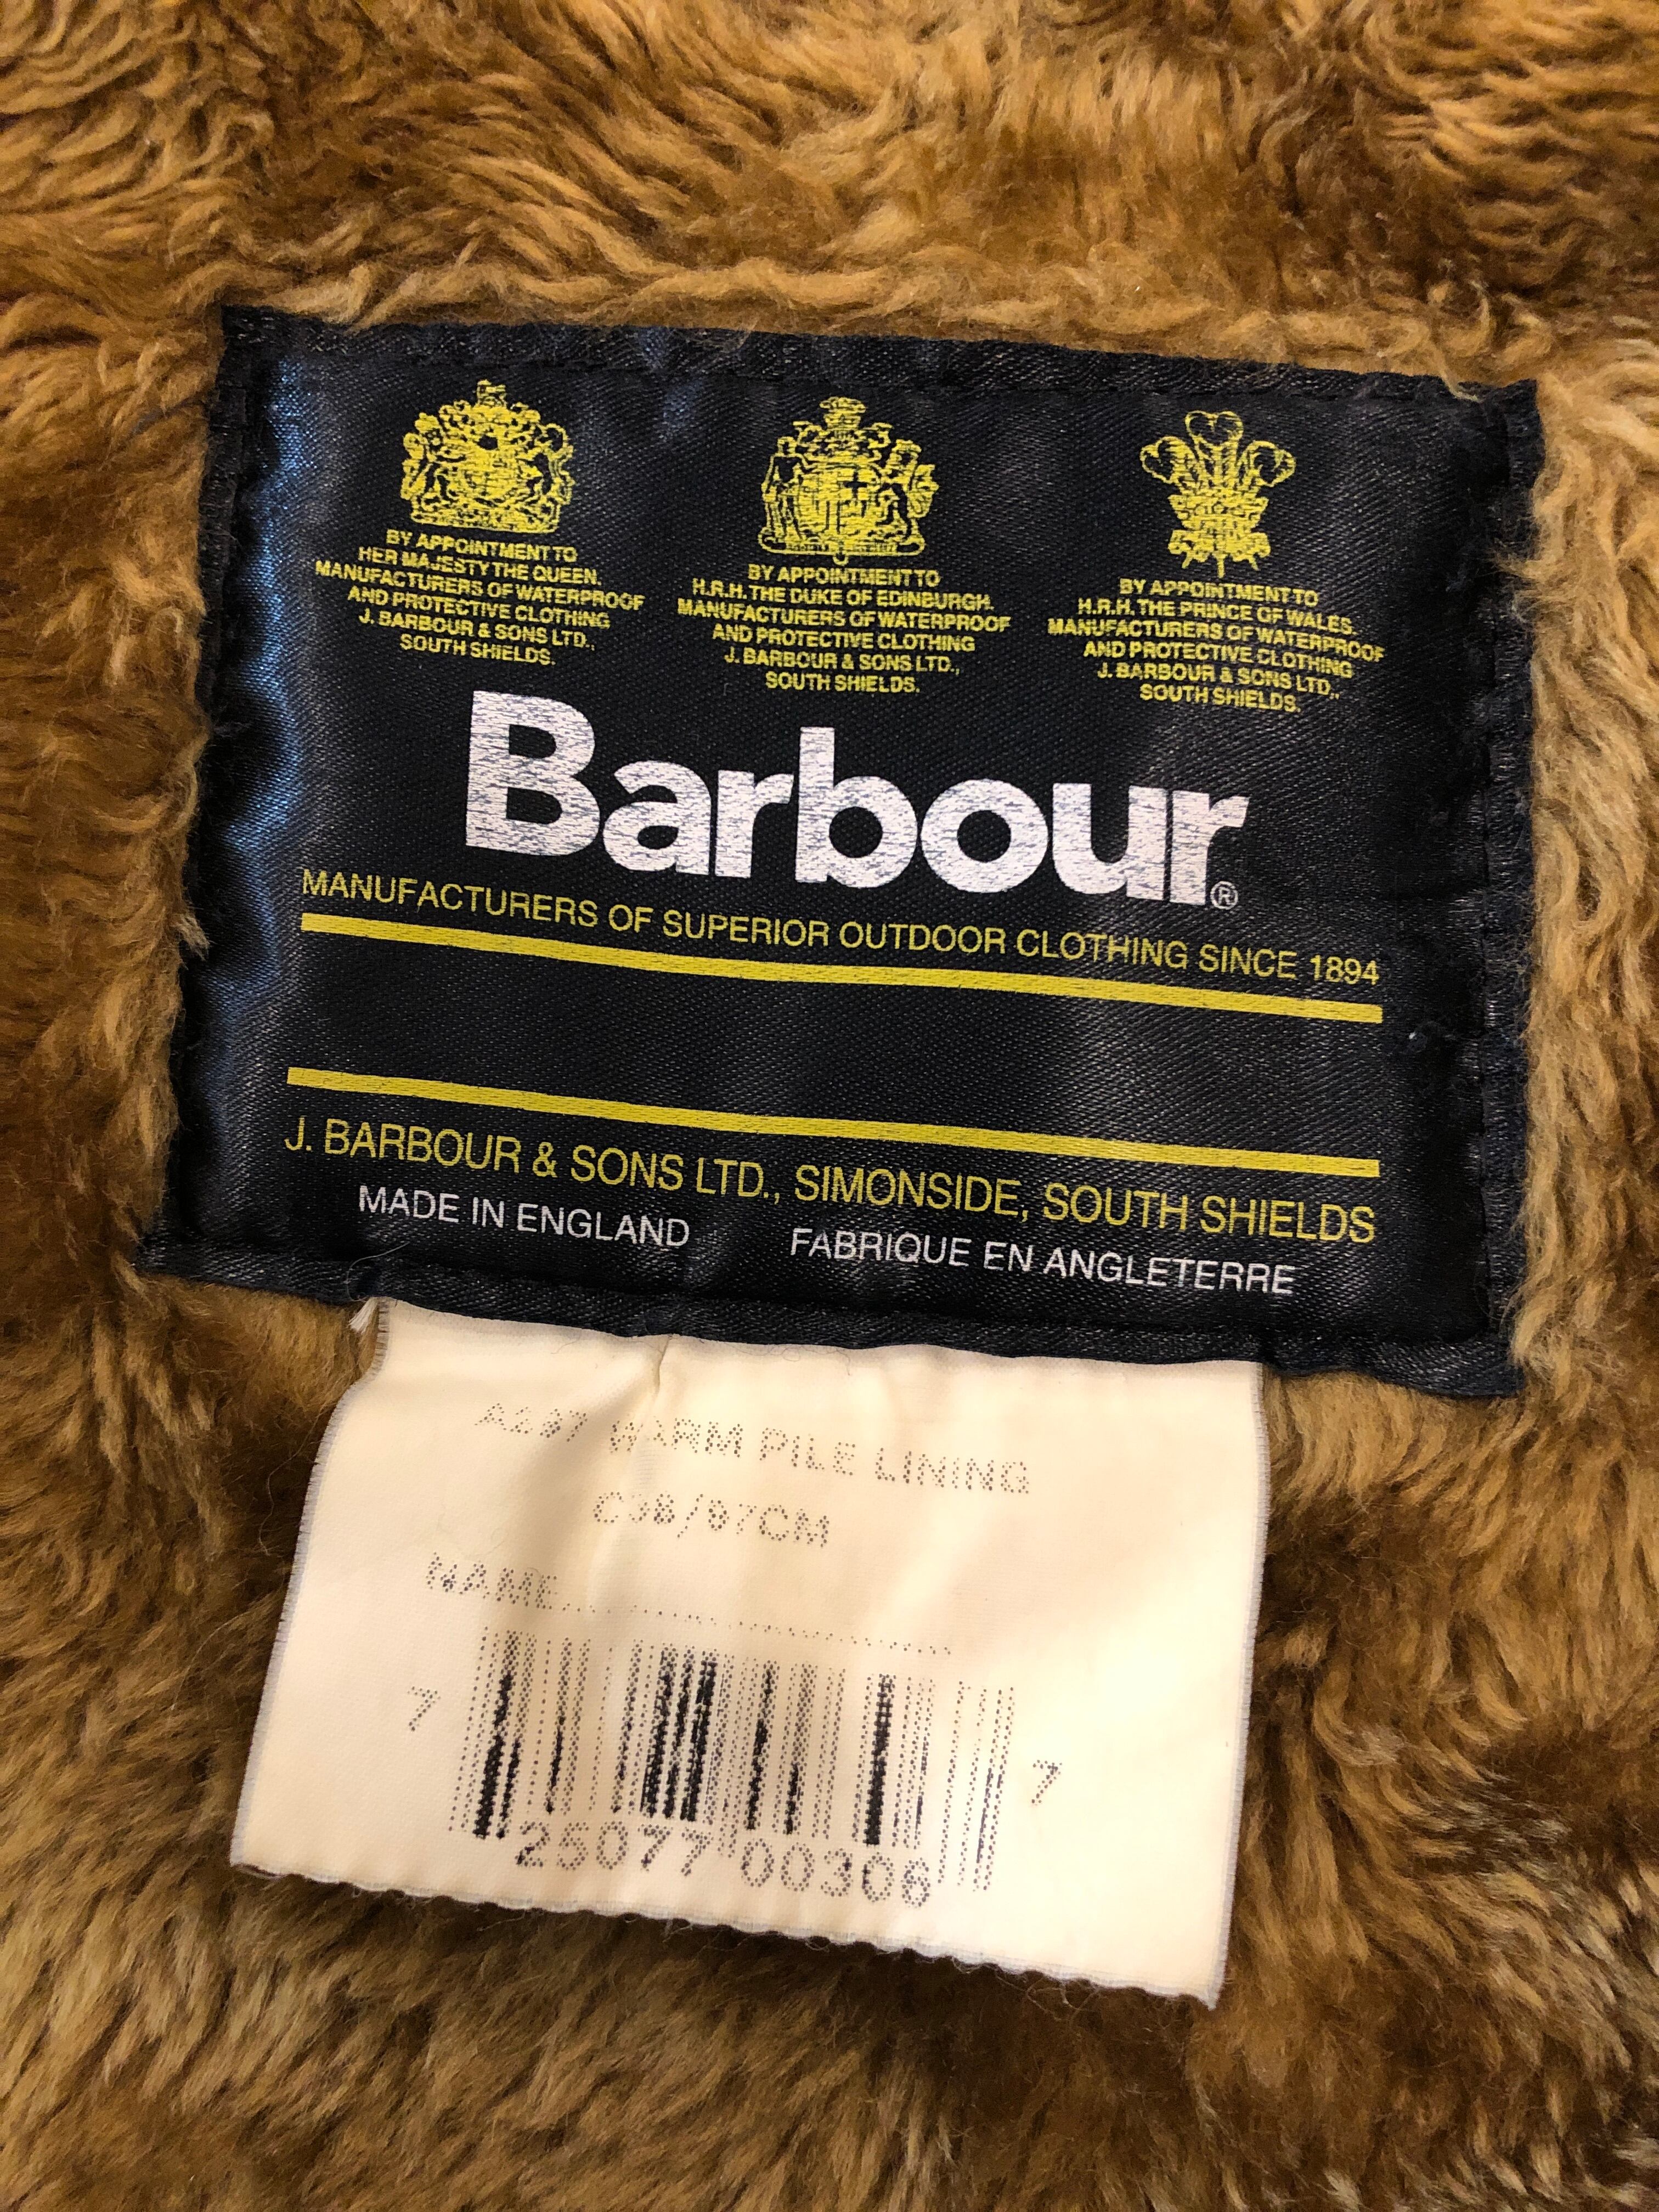 BY APPOINTMENT TO
HER MAJESTY THE QUEEN.
MANUFACTURERS OF WATERPROOF
AND PROTECTIVE CLOTHING
J. BARBOUR & SONS LTD.,
SOUTH SHIELDS.
BY APPOINTMENT TO
H.R.H. THE DUKE OF EDINBURGH.
MANUFACTURERS OF WATERPROOF
AND PROTECTIVE CLOTHING
J. BARBOUR & SONS LTD.,
SOUTH SHIELDS.
BY APPOINTMENT TO
H.R.H. THE PRINCE OF WALES.
MANUFACTURERS OF WATERPROOF
AND PROTECTIVE CLOTHING
J. BARBOUR & SONS LTD.,
SOUTH SHIELDS.
Barbour®
MANUFACTURERS OF SUPERIOR OUTDOOR CLOTHING SINCE 1894
J. BARBOUR & SONS LTD., SIMONSIDE, SOUTH SHIELDS
MADE IN ENGLAND FABRIQUE EN ANGLETERRE
WARM PILE LINING
C38/97CM
NAME..............................
7 25077 00308 7